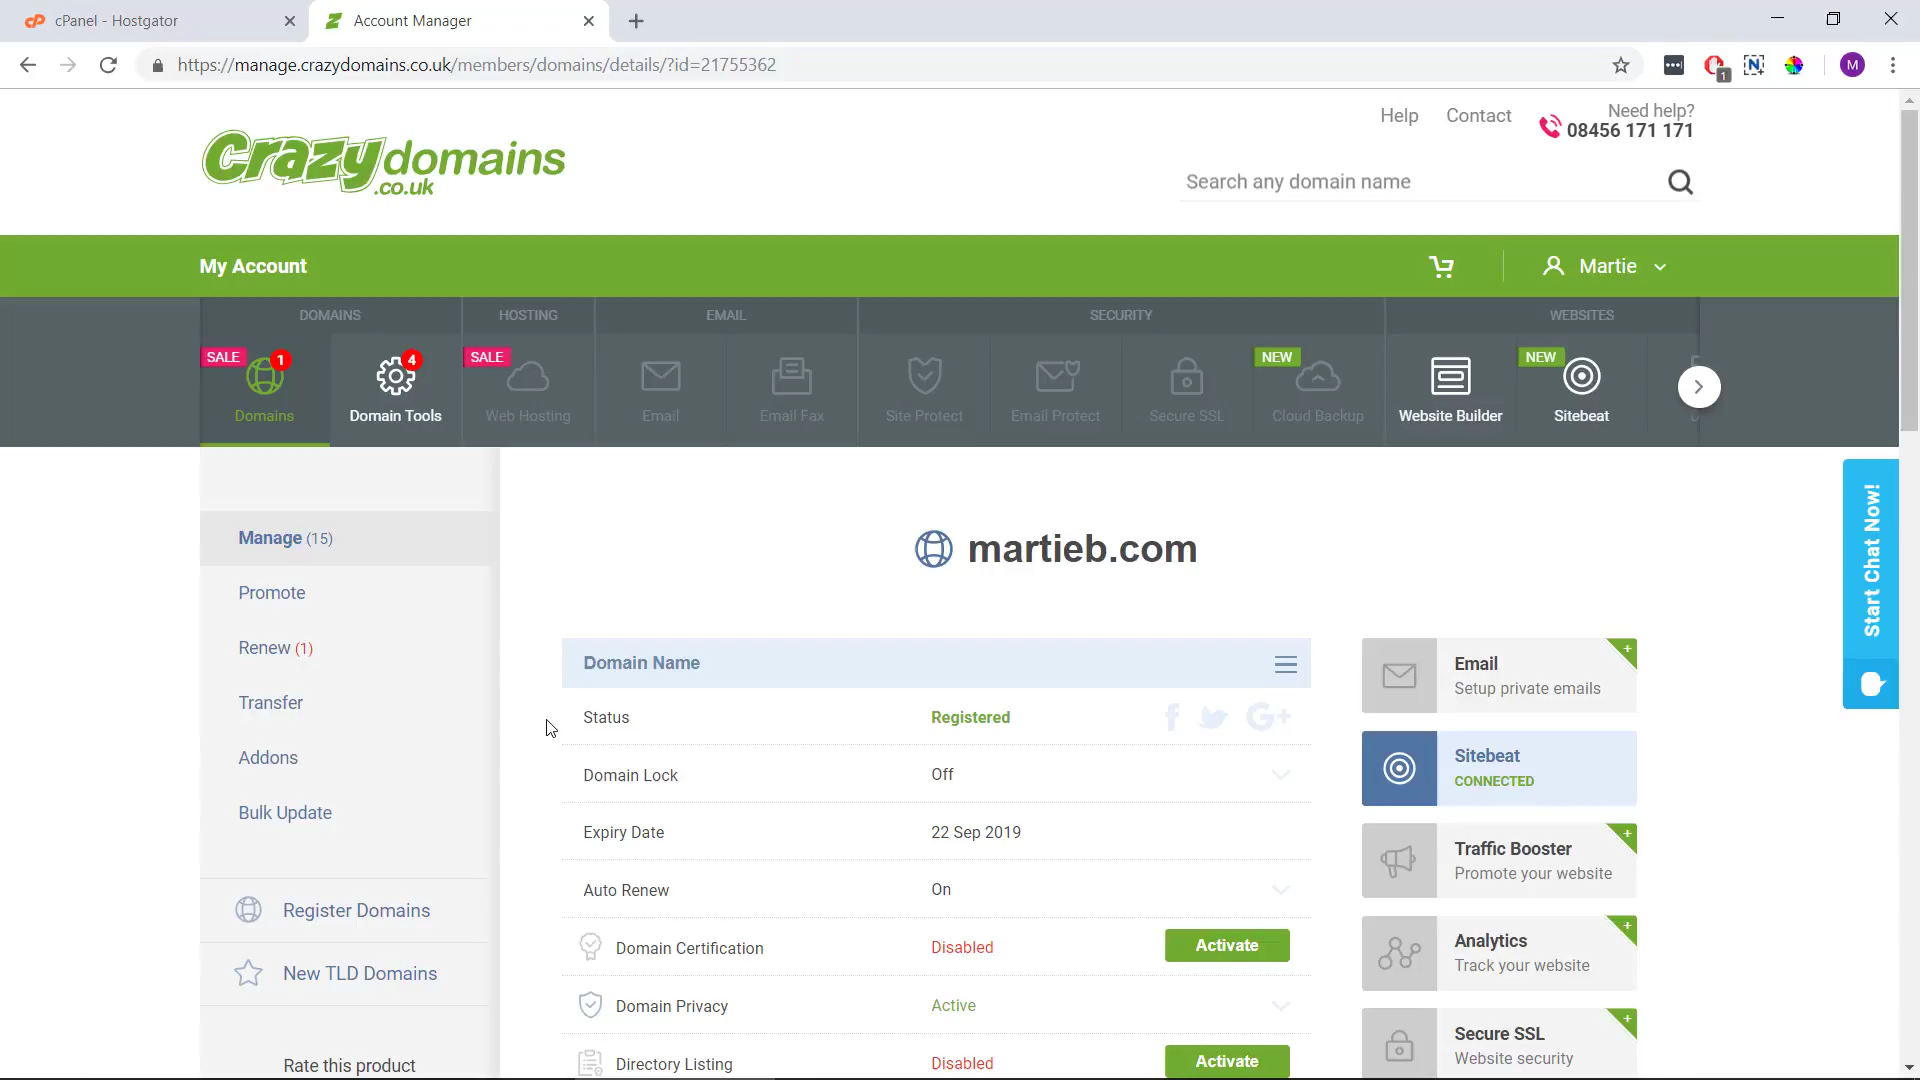 cPanel - Hostgator
Account Manager
https://manage.crazydomains.co.uk/members/domains/details/?id=21755362
1
M
Help
Contact
Need help?
08456 171 171
Crazydomains
.co.uk
Search any domain name
My Account
Martie
DOMAINS
HOSTING
EMAIL
SECURITY
WEBSITES
SALE
1
4
SALE
NEW
NEW
Domains
Domain Tools
Web Hosting
Email
Email Fax
Site Protect
Email Protect
Secure SSL
Cloud Backup
Website Builder
Sitebeat
Manage (15)
Promote
Renew (1)
Transfer
Addons
Bulk Update
Register Domains
New TLD Domains
Rate this product
martieb.com
Domain Name
Status
Registered
Domain Lock
Off
Expiry Date
22 Sep 2019
Auto Renew
On
Domain Certification
Disabled
Activate
Domain Privacy
Active
Directory Listing
Disabled
Activate
Email
Setup private emails
Sitebeat
CONNECTED
Traffic Booster
Promote your website
Analytics
Track your website
Secure SSL
Website security
Start Chat Now!